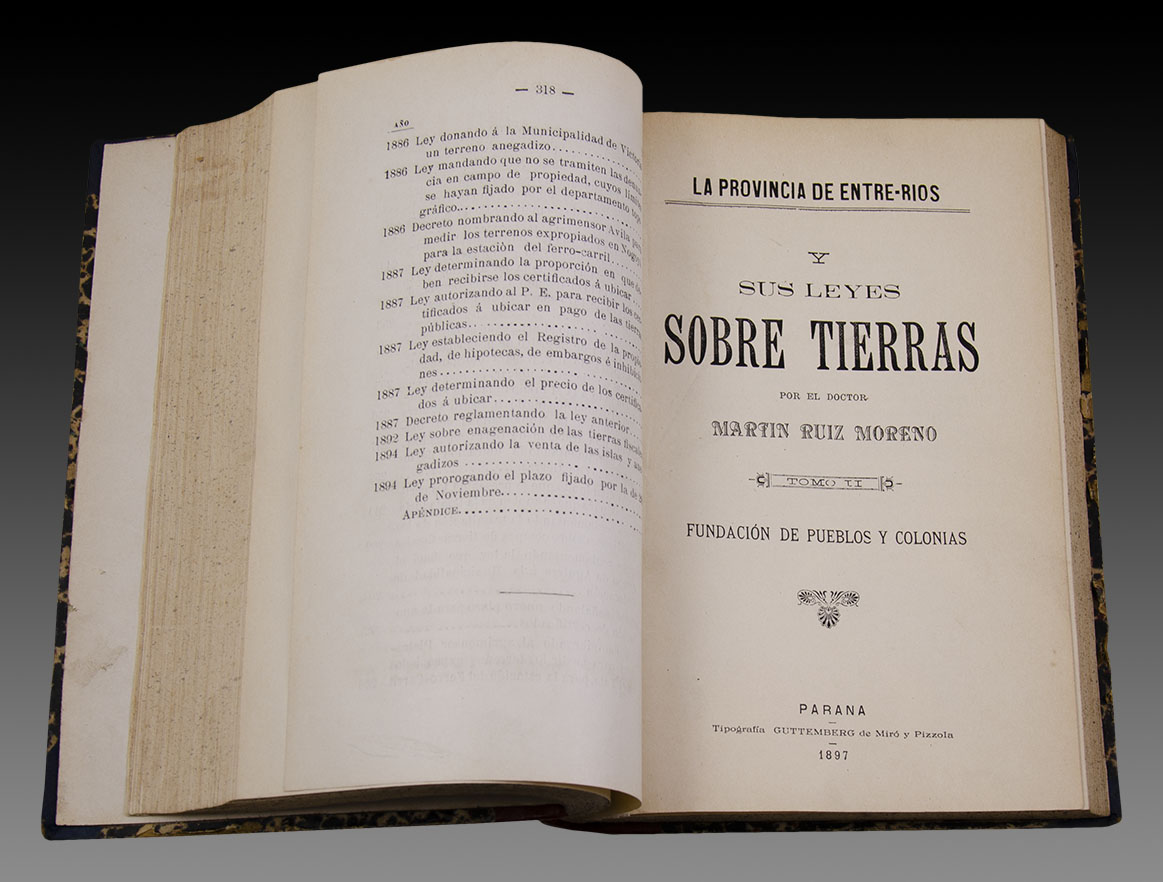 — 318 —
AÑO
1886 Ley donando á la Municipalidad de Victoria
un terreno anegadizo
1886 Ley mandando que no se tramiten las
cia en campo de propiedad, cuyos
se hayan fijado por el departamento
gráfico
1886 Decreto nombrando al agrimensor Avila,
medir los terrenos expropiados en
para la estaciòn del ferro-carril
1887 Ley determinando la proporción en que
ben recibirse los certificados á ubicar
1887 Ley autorizando al P. E. para recibir los
tificados á ubicar en pago de las
públicas
1887 Ley estableciendo el Registro de la
dad, de hipotecas, de embargos é
nes
1887 Ley determinando el precio de los
dos á ubicar
1887 Decreto reglamentando la ley anterior
1892 Ley sobre enagenación de las tierras
1894 Ley autorizando la venta de las islas y
gadizos
1894 Ley prorogando el plazo fijado por la de
de Noviembre
APÉNDICE
LA PROVINCIA DE ENTRE-RIOS
Y
SUS LEYES
SOBRE TIERRAS
POR EL DOCTOR
MARTIN RUIZ MORENO
TOMO II
FUNDACIÓN DE PUEBLOS Y COLONIAS
PARANA
Tipografía GUTTEMBERG de Miró y Pizzola
1897